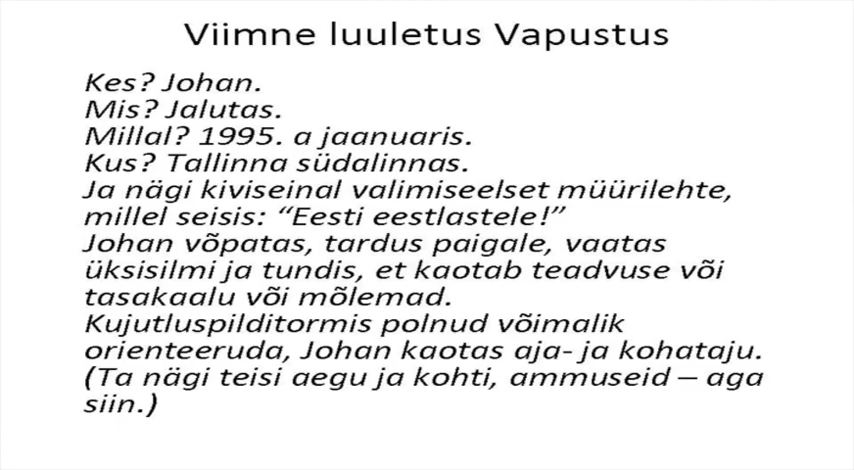 Viimne luuletus Vapustus
Kes? Johan.
Mis? Jalutas.
Millal? 1995. a jaanuaris.
Kus? Tallinna südalinnas.
Ja nägi kiviseinal valimiseelset müürilehte,
millel seisis: “Eesti eestlastele!”
Johan võpatas, tardus paigale, vaatas
üksisilmi ja tundis, et kaotab teadvuse või
tasakaalu või mõlemad.
Kujutluspilditormis polnud võimalik
orienteeruda, Johan kaotas aja- ja kohataju.
(Ta nägi teisi aegu ja kohti, ammuseid – aga
siin.)